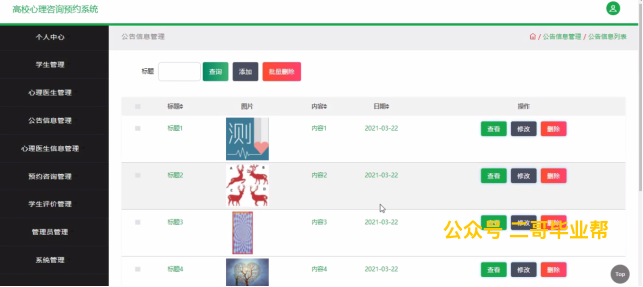 高校心理咨询预约系统
个人中心
学生管理
心理医生管理
公告信息管理
心理医生信息管理
预约咨询管理
学生评价管理
管理员管理
系统管理
公告信息管理
/ 公告信息管理 / 公告信息列表
标题 查询 添加 批量删除
标题 图片 内容 日期 操作
标题1 测 内容1 2021-03-22 查看 修改 删除
标题2 内容2 2021-03-22 查看 修改 删除
标题3 内容3 2021-03-22 查看 修改 删除
公众号 二哥毕业帮
标题4 内容4 2021-03-22 查看 修改 删除
Top